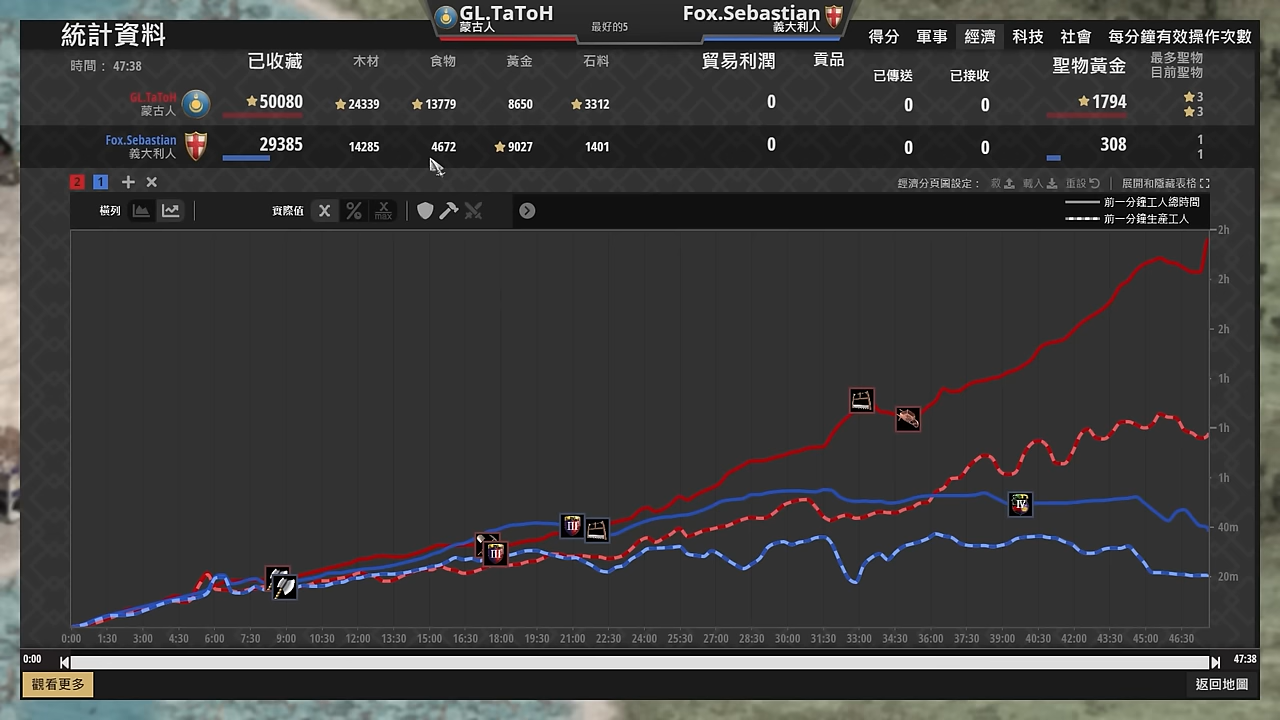 GL.TaToH
蒙古人
最好的5
Fox.Sebastian
義大利人
統計資料
得分 軍事 經濟 科技 社會 每分鐘有效操作次數
時間： 47:38
已收藏 木材 食物 黃金 石料 貿易利潤 貢品 已傳送 已接收 聖物黃金 最多聖物
目前聖物
GL.TaToH
蒙古人
50080 24339 13779 8650 3312 0 0 0 1794 3
3
Fox.Sebastian
義大利人
29385 14285 4672 9027 1401 0 0 0 308 1
1
2 1
經濟分頁圖設定： 載入 重設 展開和隱藏表格
橫列 實際值 X % X max
前一分鐘工人總時間
前一分鐘生產工人
2h
2h
2h
1h
1h
1h
40m
20m
III III IV
0:00 1:30 3:00 4:30 6:00 7:30 9:00 10:30 12:00 13:30 15:00 16:30 18:00 19:30 21:00 22:30 24:00 25:30 27:00 28:30 30:00 31:30 33:00 34:30 36:00 37:30 39:00 40:30 42:00 43:30 45:00 46:30
0:00 47:38
觀看更多 返回地圖